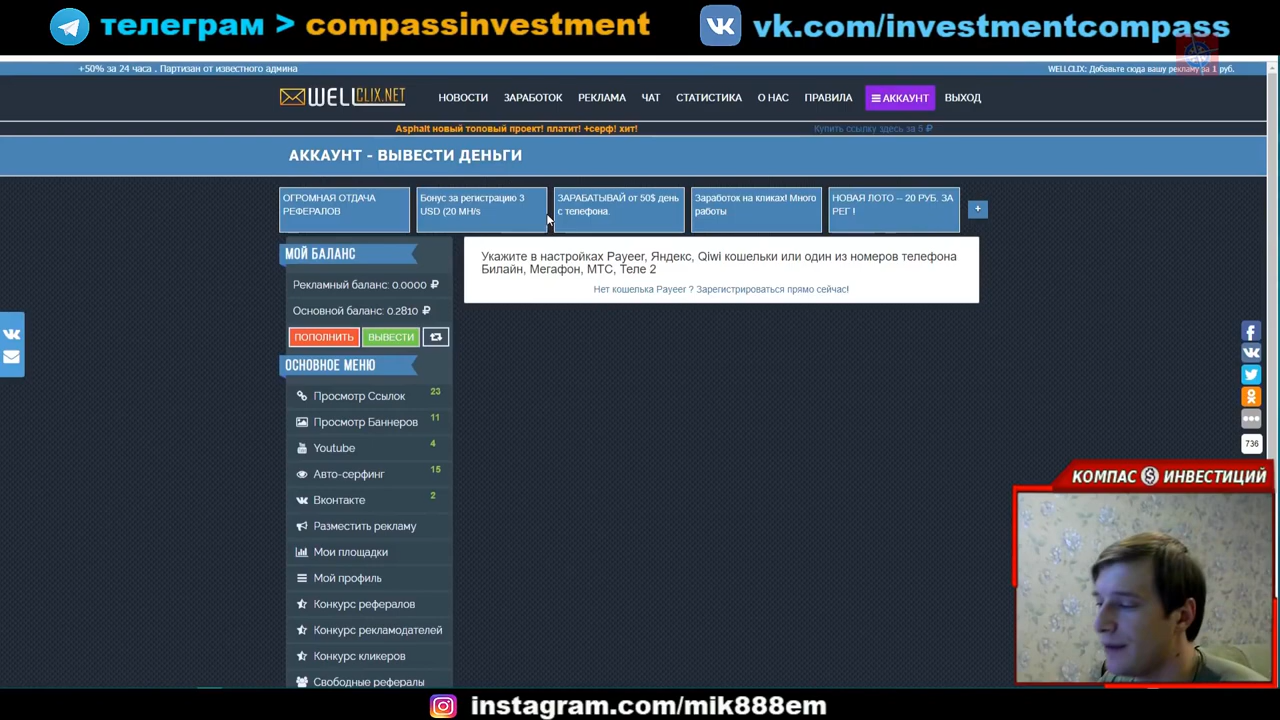 телеграм > compassinvestment
vk.com/investmentcompass
+50% за 24 часа . Партизан от известного админа
WELLCLIX: Добавьте сюда вашу рекламу за 1 руб.
WELLCLIX.NET
НОВОСТИ
ЗАРАБОТОК
РЕКЛАМА
ЧАТ
СТАТИСТИКА
О НАС
ПРАВИЛА
АККАУНТ
ВЫХОД
Asphalt новый топовый проект! платит! +серф! хит!
Купить ссылку здесь за 5 ₽
АККАУНТ - ВЫВЕСТИ ДЕНЬГИ
ОГРОМНАЯ ОТДАЧА
РЕФЕРАЛОВ
Бонус за регистрацию 3
USD (20 MH/s
ЗАРАБАТЫВАЙ от 50$ день
с телефона.
Заработок на кликах! Много
работы
НОВАЯ ЛОТО – 20 РУБ. ЗА
РЕГ !
+
МОЙ БАЛАНС
Рекламный баланс: 0.0000 ₽
Основной баланс: 0.2810 ₽
ПОПОЛНИТЬ
ВЫВЕСТИ
Укажите в настройках Payeer, Яндекс, Qiwi кошельки или один из номеров телефона
Билайн, Мегафон, МТС, Теле 2
Нет кошелька Payeer ? Зарегистрироваться прямо сейчас!
ОСНОВНОЕ МЕНЮ
Просмотр Ссылок 23
Просмотр Баннеров 11
Youtube 4
Авто-серфинг 15
Вконтакте 2
Разместить рекламу
Мои площадки
Мой профиль
Конкурс рефералов
Конкурс рекламодателей
Конкурс кликеров
Свободные рефералы
736
КОМПАС $ ИНВЕСТИЦИЙ
instagram.com/mik888em